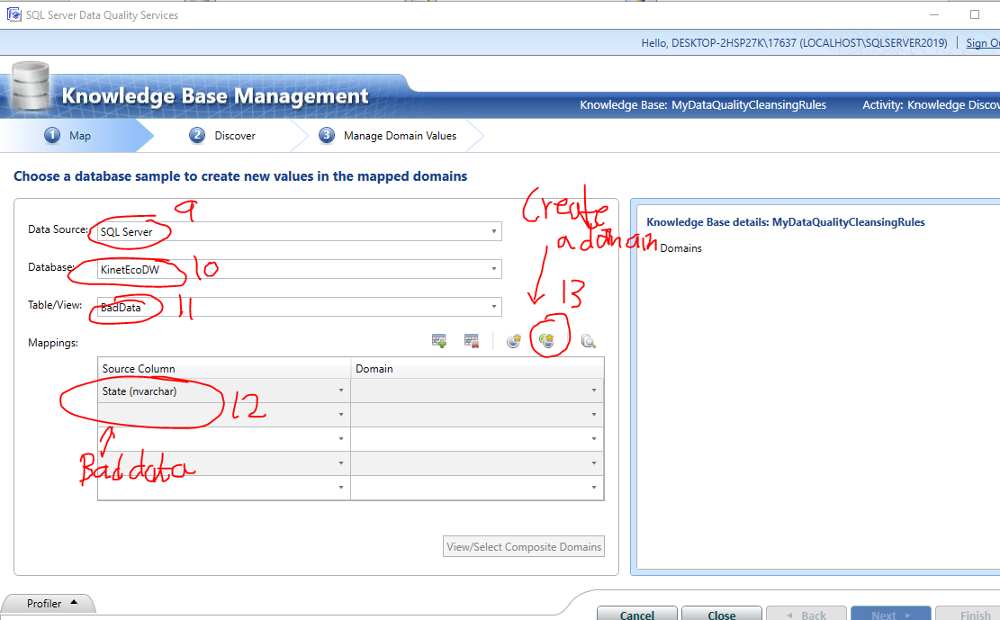 SQL Server Data Quality Services
Hello, DESKTOP-2HSP27K\17637 (LOCALHOST\SQLSERVER2019) | Sign Ou
Knowledge Base Management
Knowledge Base: MyDataQualityCleansingRules Activity: Knowledge Discov
1 Map 2 Discover 3 Manage Domain Values
Choose a database sample to create new values in the mapped domains
9
Create
a domain
Data Source: SQL Server
Database: KinetEcoDW 10
Table/View: BadData 11
13
Mappings:
Source Column Domain
State (nvarchar)
12
Bad data
View/Select Composite Domains
Knowledge Base details: MyDataQualityCleansingRules
Domains
Profiler
Cancel Close Back Next Finish